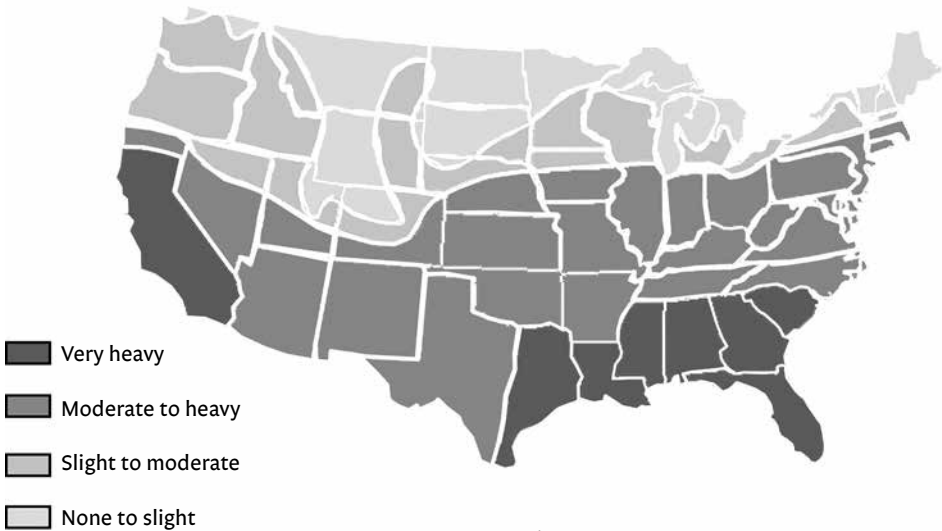 Very heavy
Moderate to heavy
Slight to moderate
None to slight